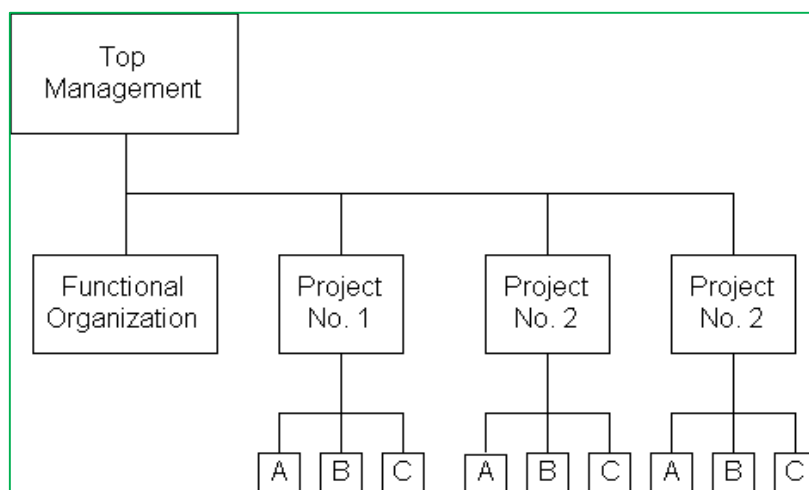 Top
Management
Functional
Organization
Project
No. 1
Project
No. 2
Project
No. 2
A
B
C
A
B
C
A
B
C